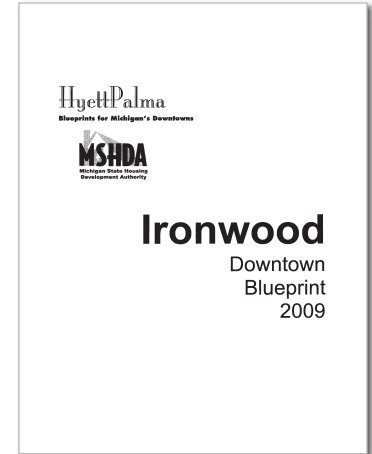 HyettPalma
Blueprints for Michigan's Downtowns
MSHDA
Michigan State Housing
Development Authority
Ironwood
Downtown
Blueprint
2009